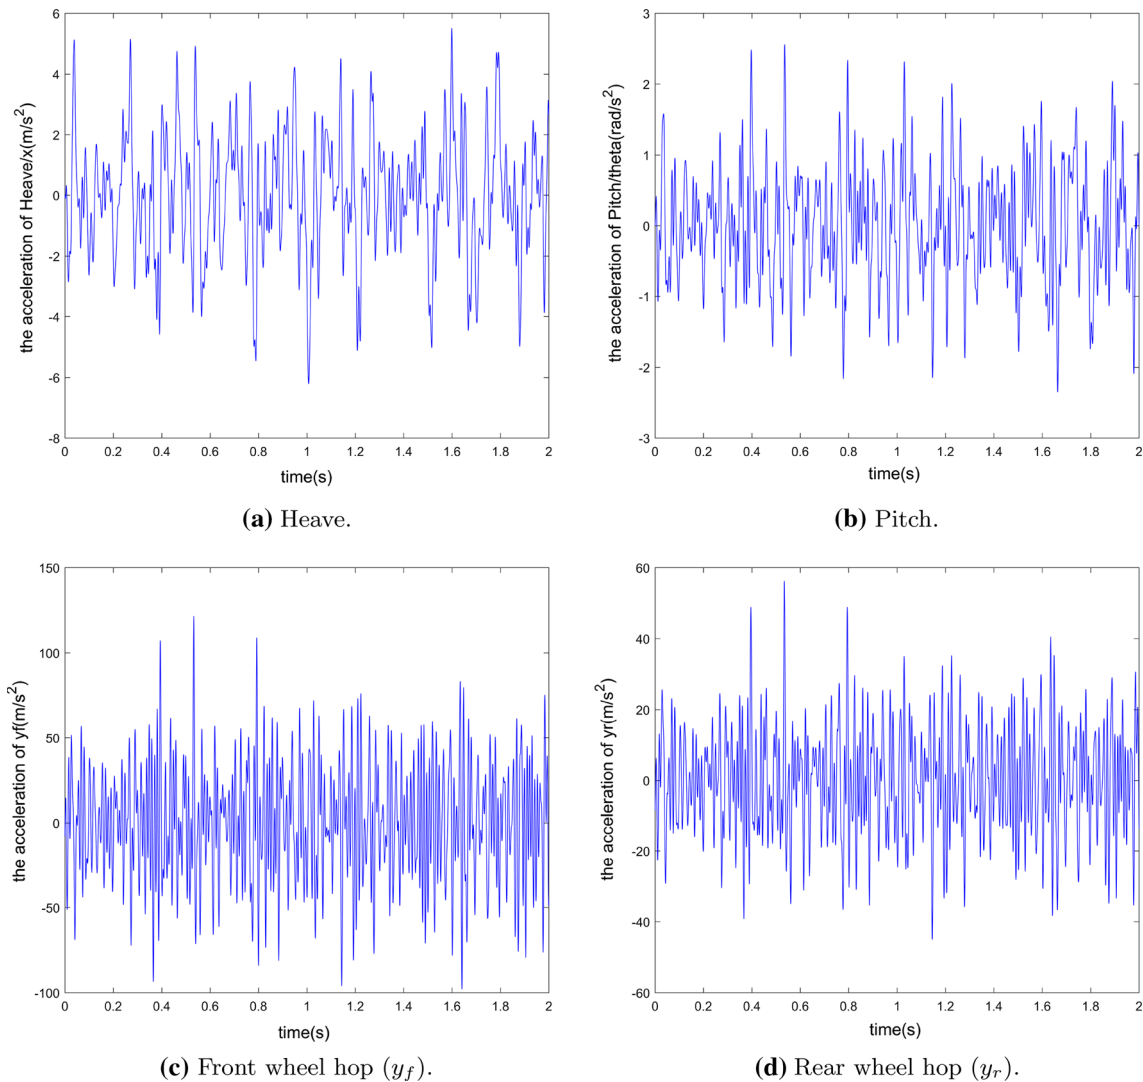 6
4
2
0
-2
-4
-6
-8
the acceleration of Heave/x(m/s²)
0 0.2 0.4 0.6 0.8 1 1.2 1.4 1.6 1.8 2
time(s)
(a) Heave.
3
2
1
0
-1
-2
-3
the acceleration of Pitch/theta(rad/s²)
0 0.2 0.4 0.6 0.8 1 1.2 1.4 1.6 1.8 2
time(s)
(b) Pitch.
150
100
50
0
-50
-100
the acceleration of yf(m/s²)
0 0.2 0.4 0.6 0.8 1 1.2 1.4 1.6 1.8 2
time(s)
(c) Front wheel hop (y_f).
60
40
20
0
-20
-40
-60
the acceleration of yr(m/s²)
0 0.2 0.4 0.6 0.8 1 1.2 1.4 1.6 1.8 2
time(s)
(d) Rear wheel hop (y_r).